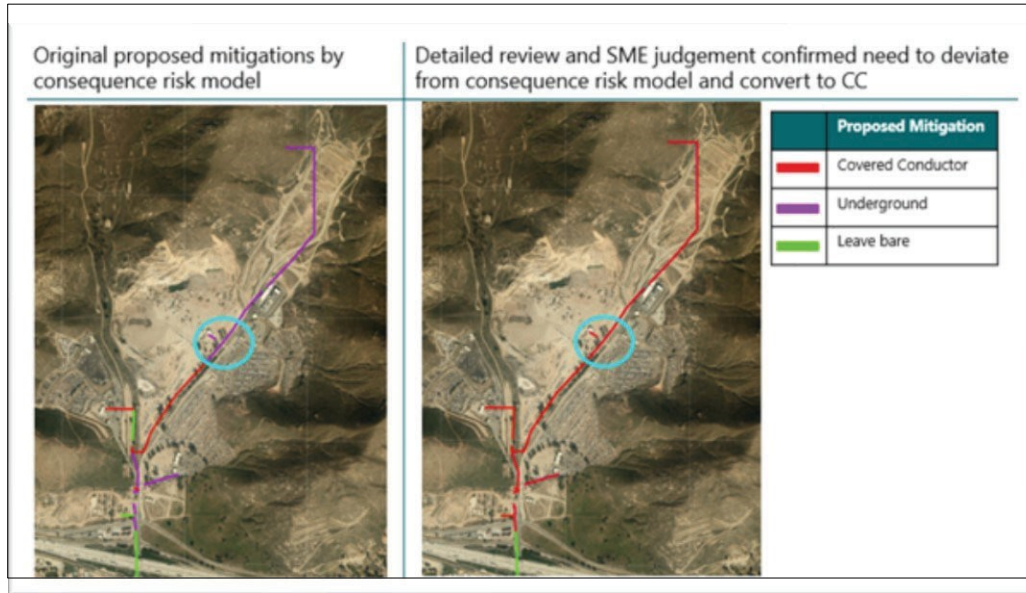 Original proposed mitigations by
consequence risk model
Detailed review and SME judgement confirmed need to deviate
from consequence risk model and convert to CC
Proposed Mitigation
Covered Conductor
Underground
Leave bare